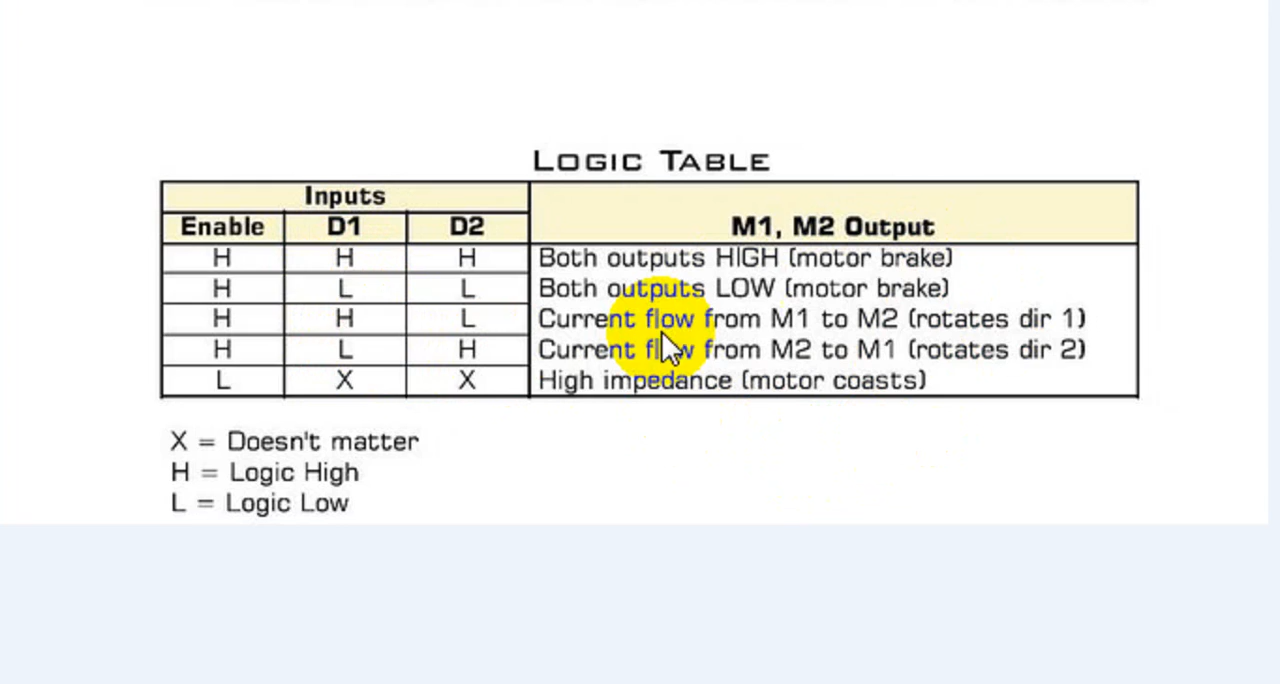 LOGIC TABLE
Inputs
Enable D1 D2 M1, M2 Output
H H H Both outputs HIGH (motor brake)
H L L Both outputs LOW (motor brake)
H H L Current flow from M1 to M2 (rotates dir 1)
H L H Current flow from M2 to M1 (rotates dir 2)
L X X High impedance (motor coasts)
X = Doesn't matter
H = Logic High
L = Logic Low